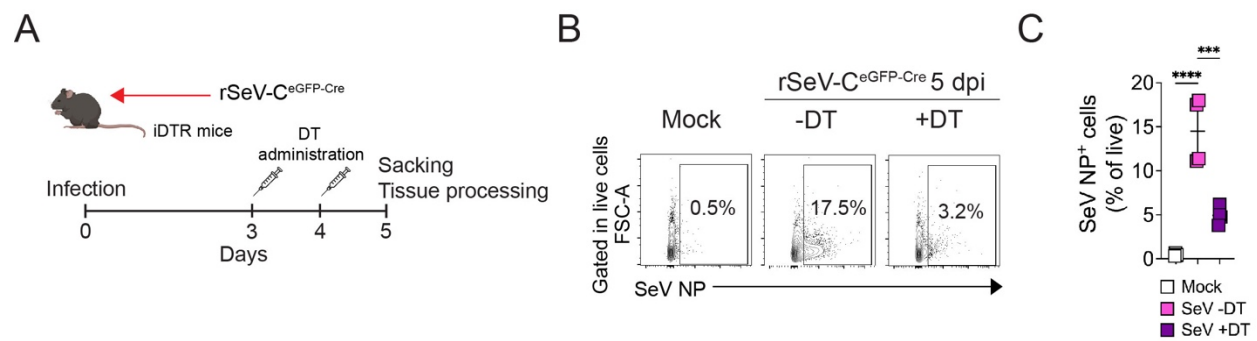 A
rSeV-CeGFP-Cre
iDTR mice
DT
administration
Infection
Sacking
Tissue processing
0
3
4
5
Days
B
rSeV-CeGFP-Cre 5 dpi
Mock
-DT
+DT
Gated in live cells
FSC-A
0.5%
17.5%
3.2%
SeV NP
C
****
***
SeV NP+ cells
(% of live)
20
15
10
5
0
Mock
SeV -DT
SeV +DT